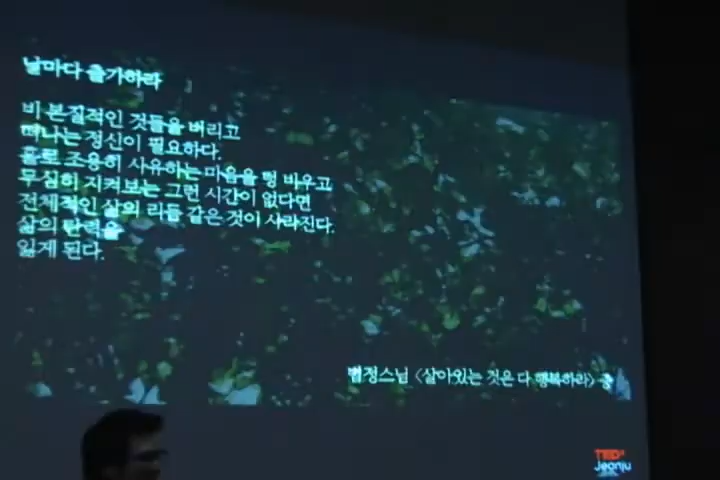 날마다 출가하라
비 본질적인 것들을 버리고
떠나는 정신이 필요하다.
홀로 조용히 사유하는 마음을 텅 비우고
무심히 지켜보는 그런 시간이 없다면
전체적인 삶의 리듬 같은 것이 사라진다.
삶의 탄력을
잃게 된다.
법정스님 <살아있는 것은 다 행복하라> 중
TEDx
Jeonju